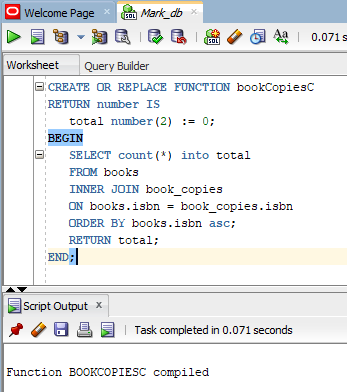 Welcome Page
Mark_db
SQL
0.071 s
Worksheet
Query Builder
CREATE OR REPLACE FUNCTION bookCopiesC
RETURN number IS
total number(2) := 0;
BEGIN
SELECT count(*) into total
FROM books
INNER JOIN book_copies
ON books.isbn = book_copies.isbn
ORDER BY books.isbn asc;
RETURN total;
END;
Script Output
Task completed in 0.071 seconds
Function BOOKCOPIESC compiled